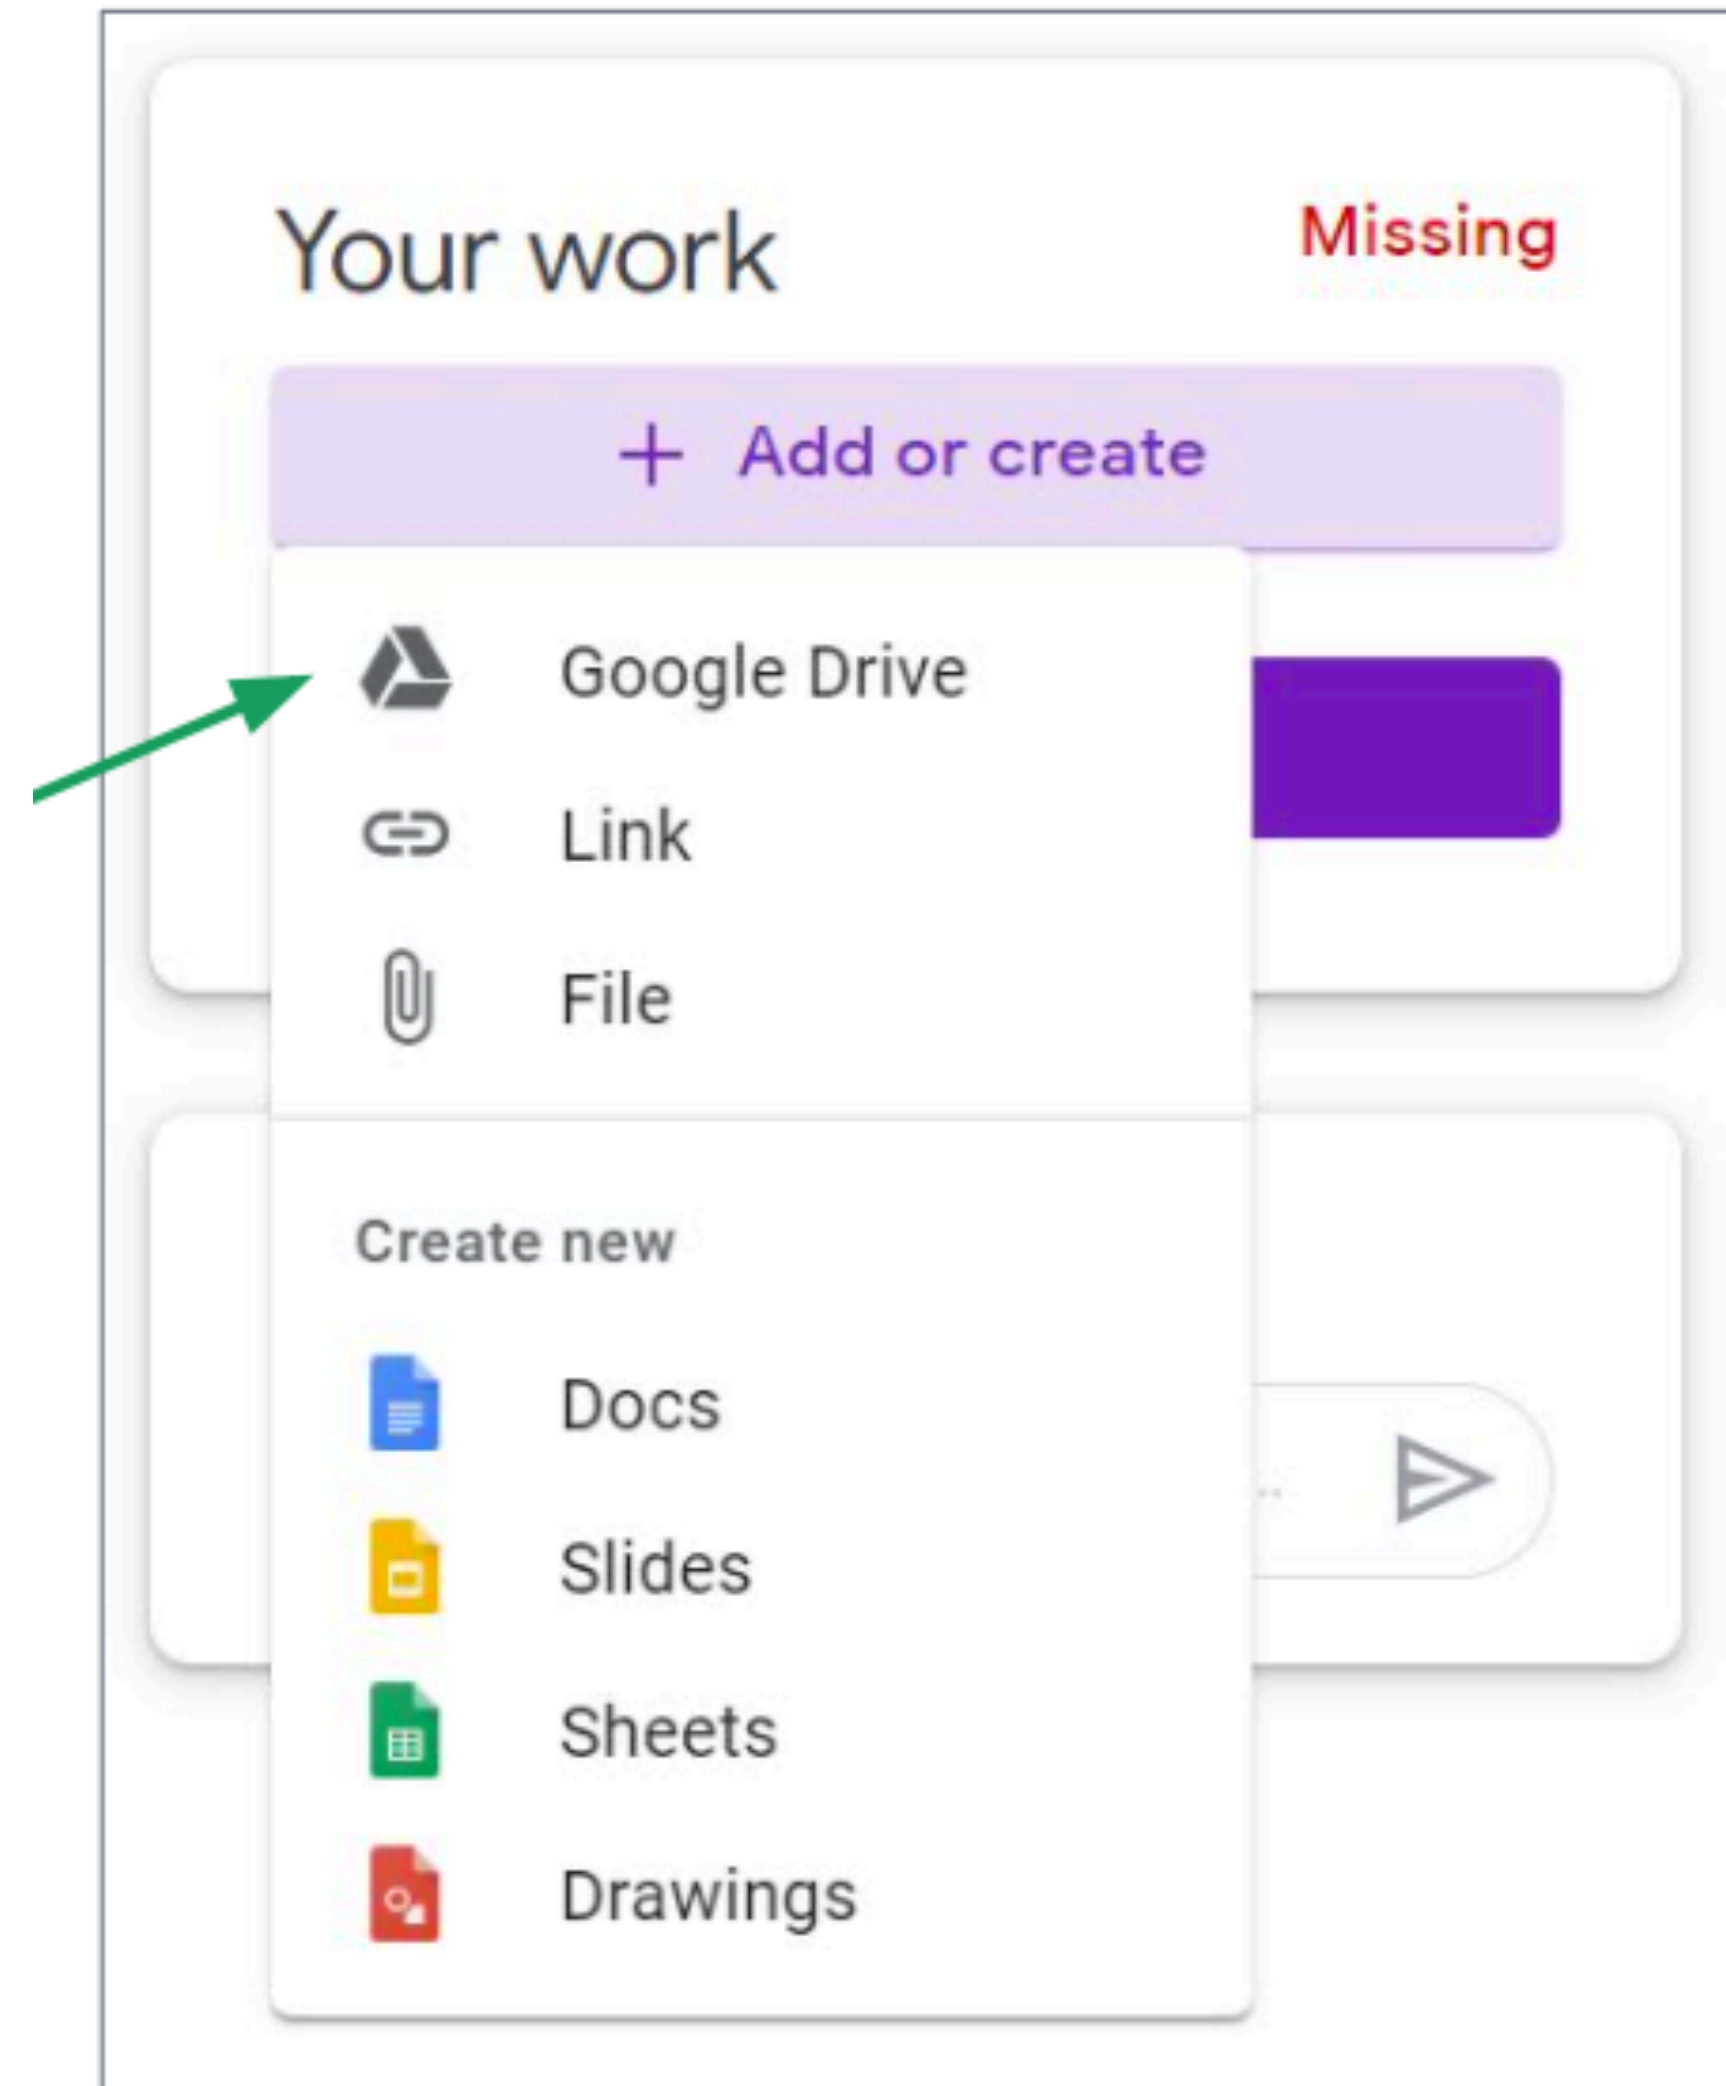 Your work
Missing
+ Add or create
Google Drive
Link
File
Create new
Docs
Slides
Sheets
Drawings